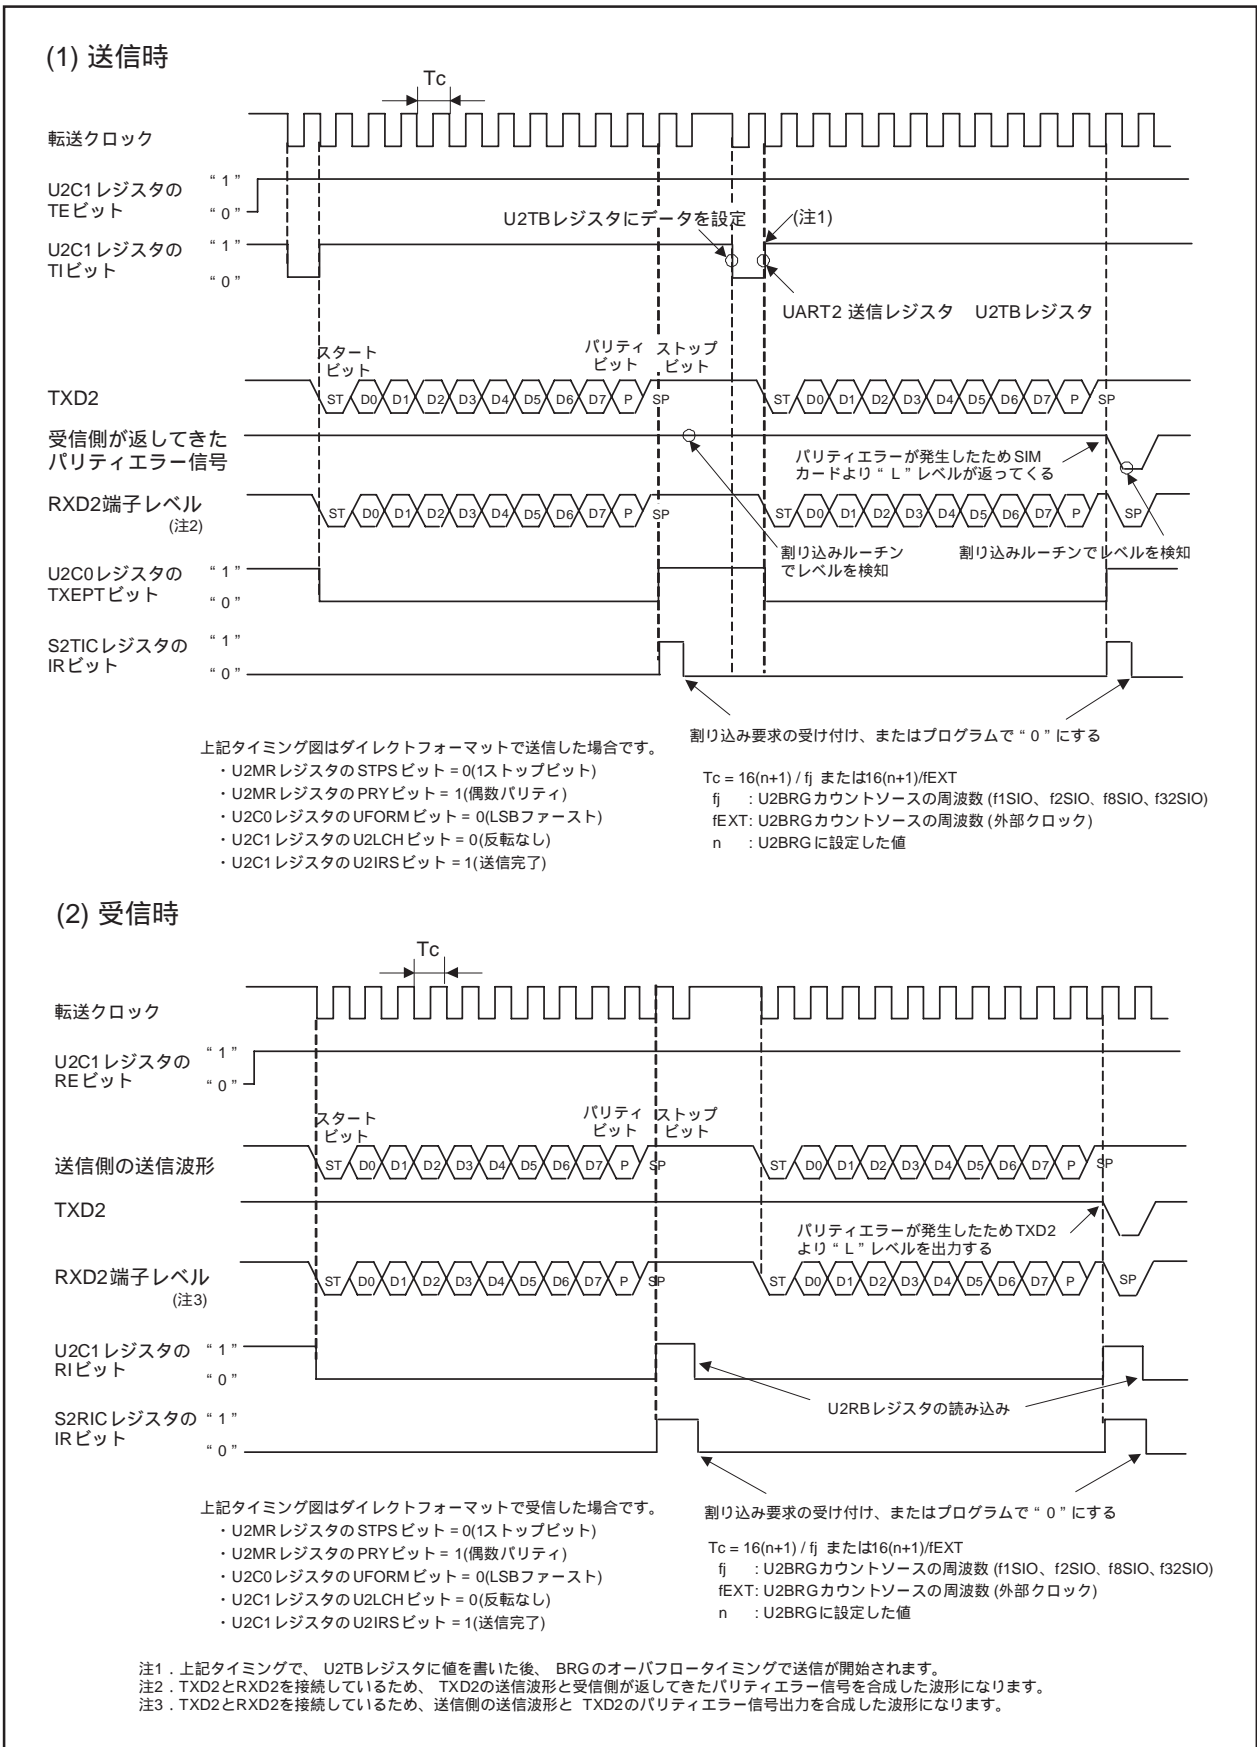 (1) 送信時
Tc
転送クロック
U2C1レジスタの
TEビット
“ 1 ”
“ 0 ”
U2TBレジスタにデータを設定
(注1)
U2C1レジスタの
TIビット
“ 1 ”
“ 0 ”
UART2 送信レジスタ U2TBレジスタ
スタート
ビット
パリティ
ビット
ストップ
ビット
TXD2
ST D0 D1 D2 D3 D4 D5 D6 D7 P SP
ST D0 D1 D2 D3 D4 D5 D6 D7 P SP
受信側が返してきた
パリティエラー信号
パリティエラーが発生したためSIM
カードより“ L ”レベルが返ってくる
RXD2端子レベル
(注2)
ST D0 D1 D2 D3 D4 D5 D6 D7 P SP
ST D0 D1 D2 D3 D4 D5 D6 D7 P SP
割り込みルーチン
でレベルを検知
割り込みルーチンでレベルを検知
U2C0レジスタの
TXEPTビット
“ 1 ”
“ 0 ”
S2TICレジスタの
IRビット
“ 1 ”
“ 0 ”
割り込み要求の受け付け、またはプログラムで“ 0 ”にする
上記タイミング図はダイレクトフォーマットで送信した場合です。
・U2MRレジスタのSTPSビット = 0(1ストップビット)
・U2MRレジスタのPRYビット = 1(偶数パリティ)
・U2C0レジスタのUFORMビット = 0(LSBファースト)
・U2C1レジスタのU2LCHビット = 0(反転なし)
・U2C1レジスタのU2IRSビット = 1(送信完了)
Tc = 16(n+1) / fj または16(n+1)/fEXT
fj : U2BRGカウントソースの周波数 (f1SIO、f2SIO、f8SIO、f32SIO)
fEXT : U2BRGカウントソースの周波数 (外部クロック)
n : U2BRGに設定した値
(2) 受信時
Tc
転送クロック
U2C1レジスタの
REビット
“ 1 ”
“ 0 ”
スタート
ビット
パリティ
ビット
ストップ
ビット
送信側の送信波形
ST D0 D1 D2 D3 D4 D5 D6 D7 P SP
ST D0 D1 D2 D3 D4 D5 D6 D7 P SP
TXD2
パリティエラーが発生したためTXD2
より“ L ”レベルを出力する
RXD2端子レベル
(注3)
ST D0 D1 D2 D3 D4 D5 D6 D7 P SP
ST D0 D1 D2 D3 D4 D5 D6 D7 P SP
U2C1レジスタの
RIビット
“ 1 ”
“ 0 ”
U2RBレジスタの読み込み
S2RICレジスタの
IRビット
“ 1 ”
“ 0 ”
割り込み要求の受け付け、またはプログラムで“ 0 ”にする
上記タイミング図はダイレクトフォーマットで受信した場合です。
・U2MRレジスタのSTPSビット = 0(1ストップビット)
・U2MRレジスタのPRYビット = 1(偶数パリティ)
・U2C0レジスタのUFORMビット = 0(LSBファースト)
・U2C1レジスタのU2LCHビット = 0(反転なし)
・U2C1レジスタのU2IRSビット = 1(送信完了)
Tc = 16(n+1) / fj または16(n+1)/fEXT
fj : U2BRGカウントソースの周波数 (f1SIO、f2SIO、f8SIO、f32SIO)
fEXT : U2BRGカウントソースの周波数 (外部クロック)
n : U2BRGに設定した値
注1．上記タイミングで、U2TBレジスタに値を書いた後、BRGのオーバフロータイミングで送信が開始されます。
注2．TXD2とRXD2を接続しているため、TXD2の送信波形と受信側が返してきたパリティエラー信号を合成した波形になります。
注3．TXD2とRXD2を接続しているため、送信側の送信波形と TXD2のパリティエラー信号出力を合成した波形になります。